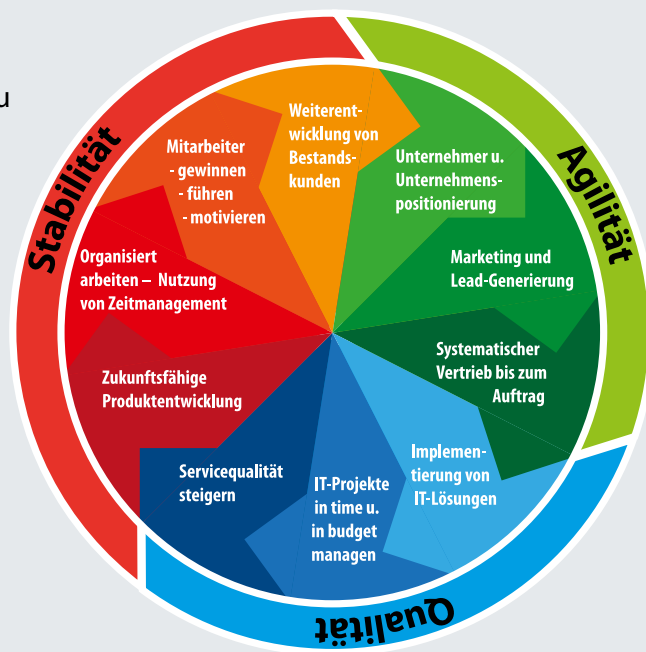 u
Stabilität
Agilität
Qualität
Weiterent-
wicklung von
Bestands-
kunden
Unternehmer u.
Unternehmens-
positionierung
Marketing und
Lead-Generierung
Systematischer
Vertrieb bis zum
Auftrag
Implemen-
tierung von
IT-Lösungen
IT-Projekte
in time u.
in budget
managen
Servicequalität
steigern
Zukunftsfähige
Produktentwicklung
Organisiert
arbeiten – Nutzung
von Zeitmanagement
Mitarbeiter
- gewinnen
- führen
- motivieren